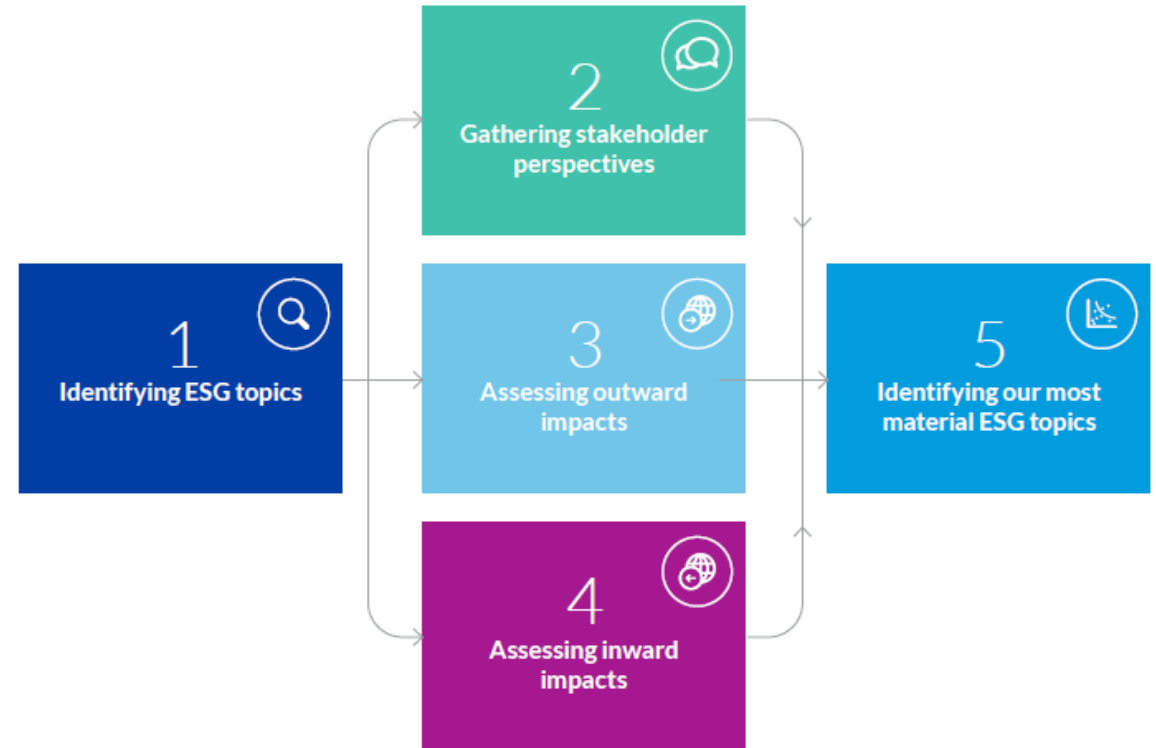 1
Identifying ESG topics
2
Gathering stakeholder
perspectives
3
Assessing outward
impacts
4
Assessing inward
impacts
5
Identifying our most
material ESG topics